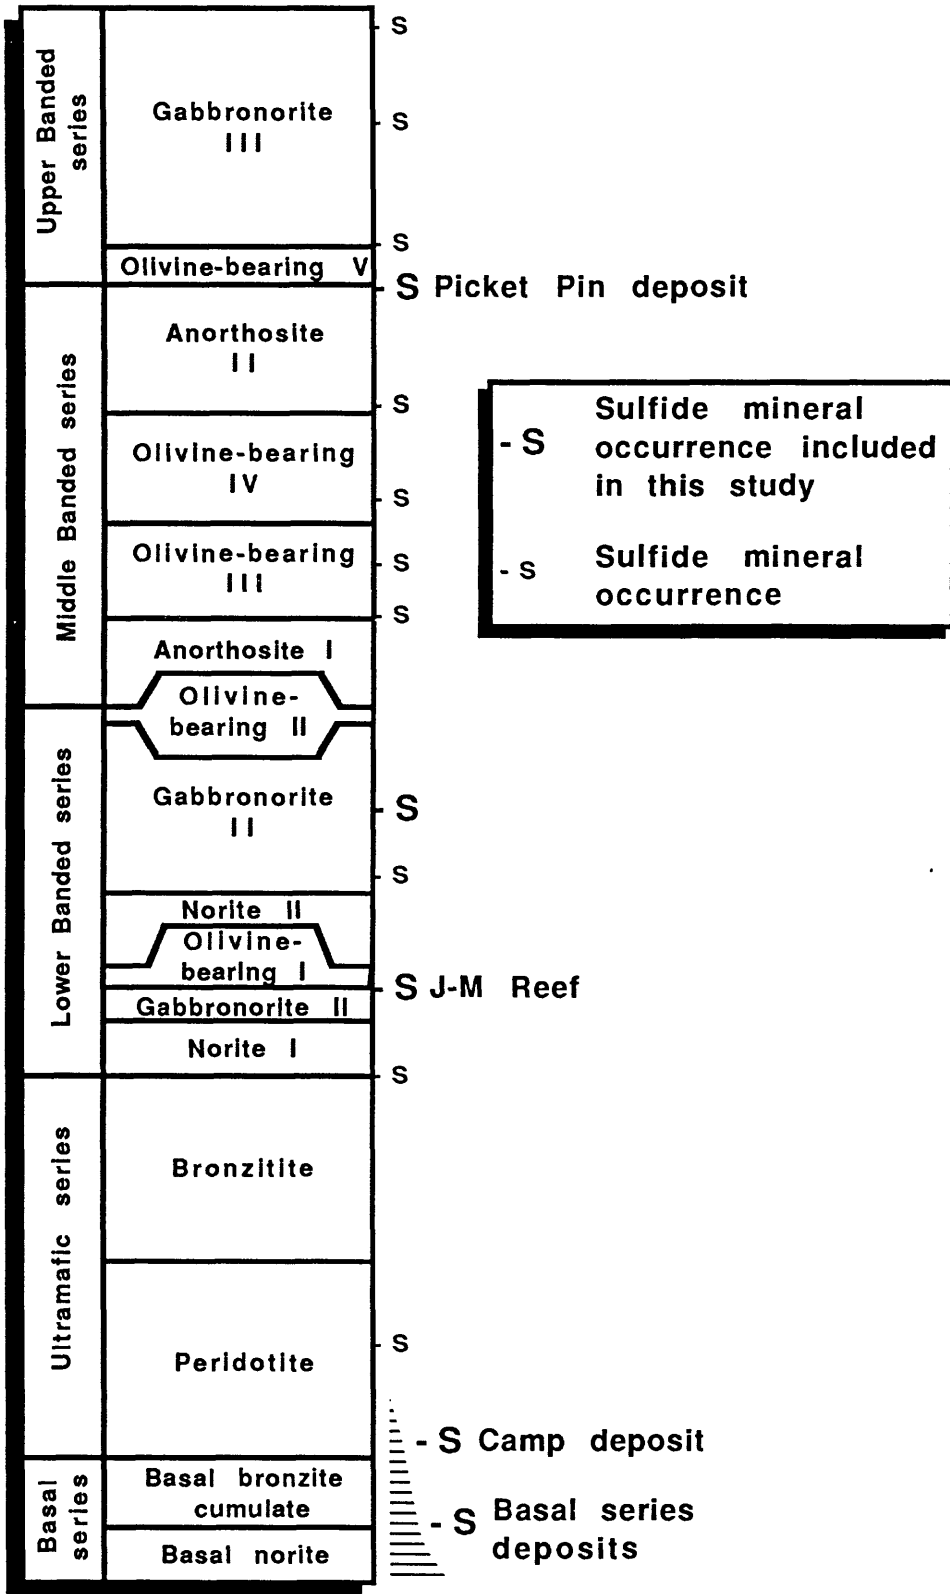 Upper Banded
series
S
Gabbronorite
III
S
S
Olivine-bearing V
S Picket Pin deposit
Middle Banded series
Anorthosite
II
S
Olivine-bearing
IV
S
Olivine-bearing
III
S
S
Anorthosite I
Olivine-
bearing II
Lower Banded series
Gabbronorite
II
S
S
Norite II
Olivine-
bearing I
S J-M Reef
Gabbronorite II
Norite I
S
Ultramafic series
Bronzitite
Peridotite
S
- S Camp deposit
Basal
series
Basal bronzite
cumulate
- S Basal series
deposits
Basal norite
- S Sulfide mineral
occurrence included
in this study
- S Sulfide mineral
occurrence